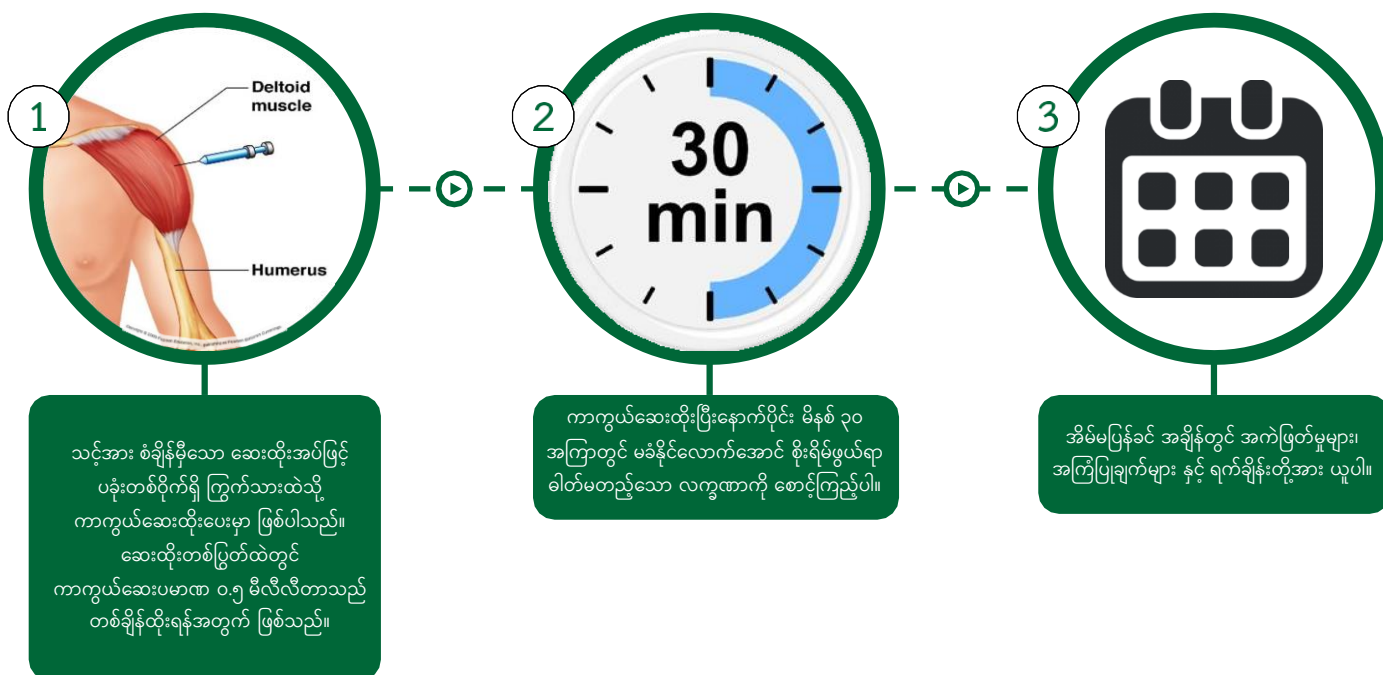 1
Deltoid
muscle
Humerus
2
30
min
3
သင့်အား စံချိန်မှီသော ဆေးထိုးအပ်ဖြင့်
ပခုံးတစ်ဝိုက်ရှိ ကြွက်သားထဲသို့
ကာကွယ်ဆေးထိုးပေးမှာ ဖြစ်ပါသည်။
ဆေးထိုးတစ်ပြွတ်ထဲတွင်
ကာကွယ်ဆေးပမာဏ ၀.၅ မီလီလီတာသည်
တစ်ချိန်ထိုးရန်အတွက် ဖြစ်သည်။
ကာကွယ်ဆေးထိုးပြီးနောက်ပိုင်း မိနစ် ၃၀
အကြာတွင် မခံနိုင်လောက်အောင် စိုးရိမ်ဖွယ်ရာ
ဓါတ်မတည့်သော လက္ခဏာကို စောင့်ကြည့်ပါ။
အိမ်မပြန်ခင် အချိန်တွင် အကဲဖြတ်မှုများ၊
အကြံပြုချက်များ နှင့် ရက်ချိန်းတို့အား ယူပါ။